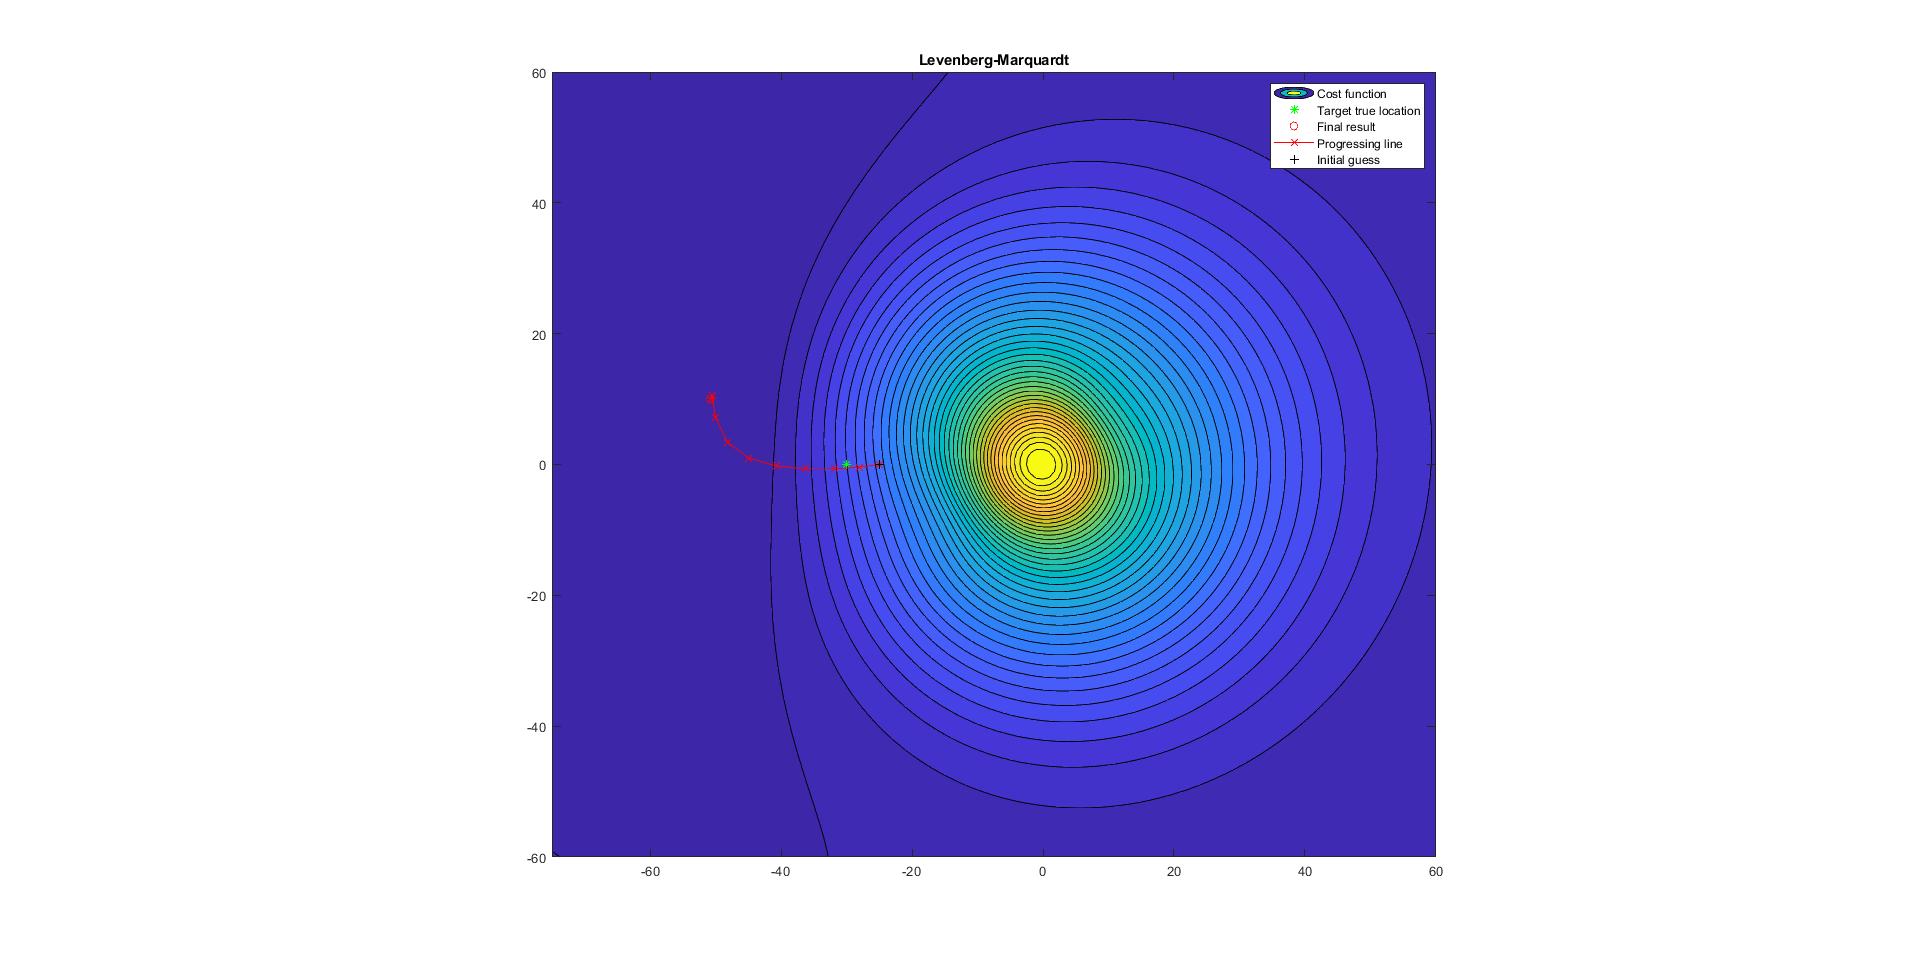 Levenberg-Marquardt
Cost function
Target true location
Final result
Progressing line
Initial guess
60
40
20
0
-20
-40
-60
-60
-40
-20
0
20
40
60